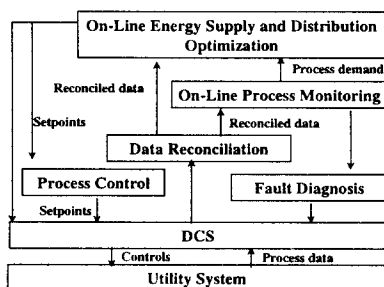 On-Line Energy Supply and Distribution
Optimization
Process demand
Reconciled data
On-Line Process Monitoring
Setpoints
Reconciled data
Data Reconciliation
Process Control
Fault Diagnosis
Setpoints
DCS
Controls
Process data
Utility System